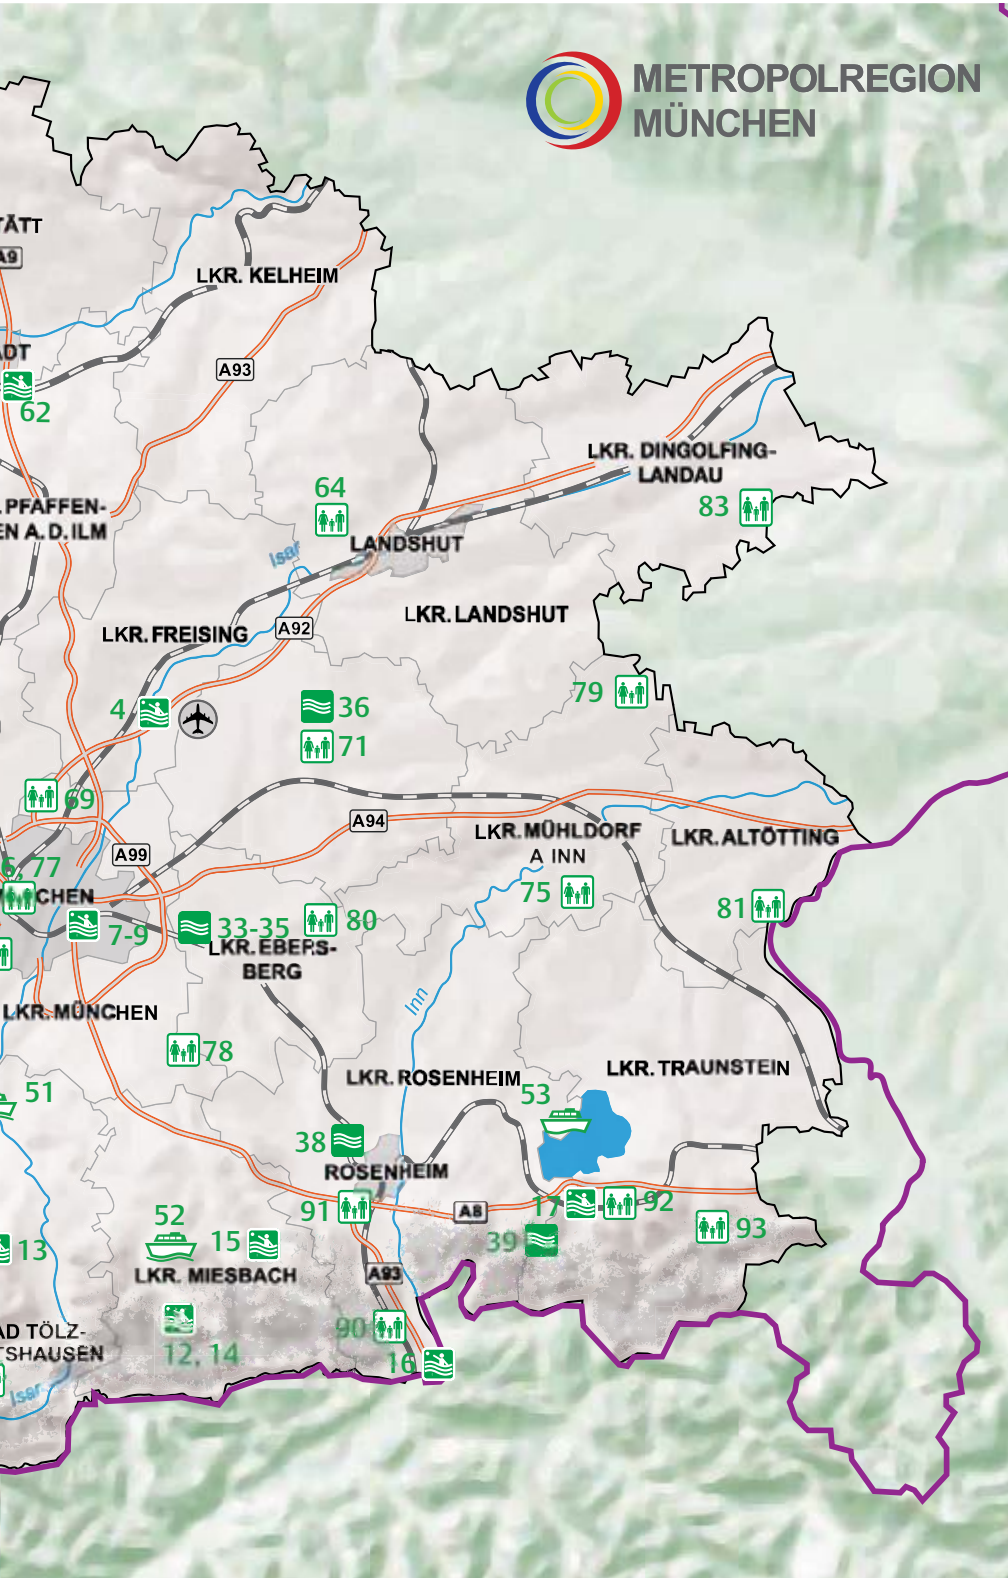 METROPOLREGION
MÜNCHEN
TÄTT
A9
LKR. KELHEIM
ADT
A93
62
LKR. DINGOLFING-
LANDAU
64
83
. PFAFFEN-
EN A. D. ILM
LANDSHUT
Isar
LKR. LANDSHUT
LKR. FREISING
A92
79
4
36
71
69
A94
LKR. MÜHLDORF
A INN
LKR. ALTÖTTING
A99
6, 77
CHEN
75
81
7-9
33-35
80
LKR. EBERS-
BERG
Inn
LKR. MÜNCHEN
78
LKR. ROSENHEIM
LKR. TRAUNSTEIN
51
53
38
ROSENHEIM
91
A8
17
92
93
52
15
39
13
LKR. MIESBACH
A93
90
12, 14
AD TÖLZ-
TSHAUSEN
16
Isar